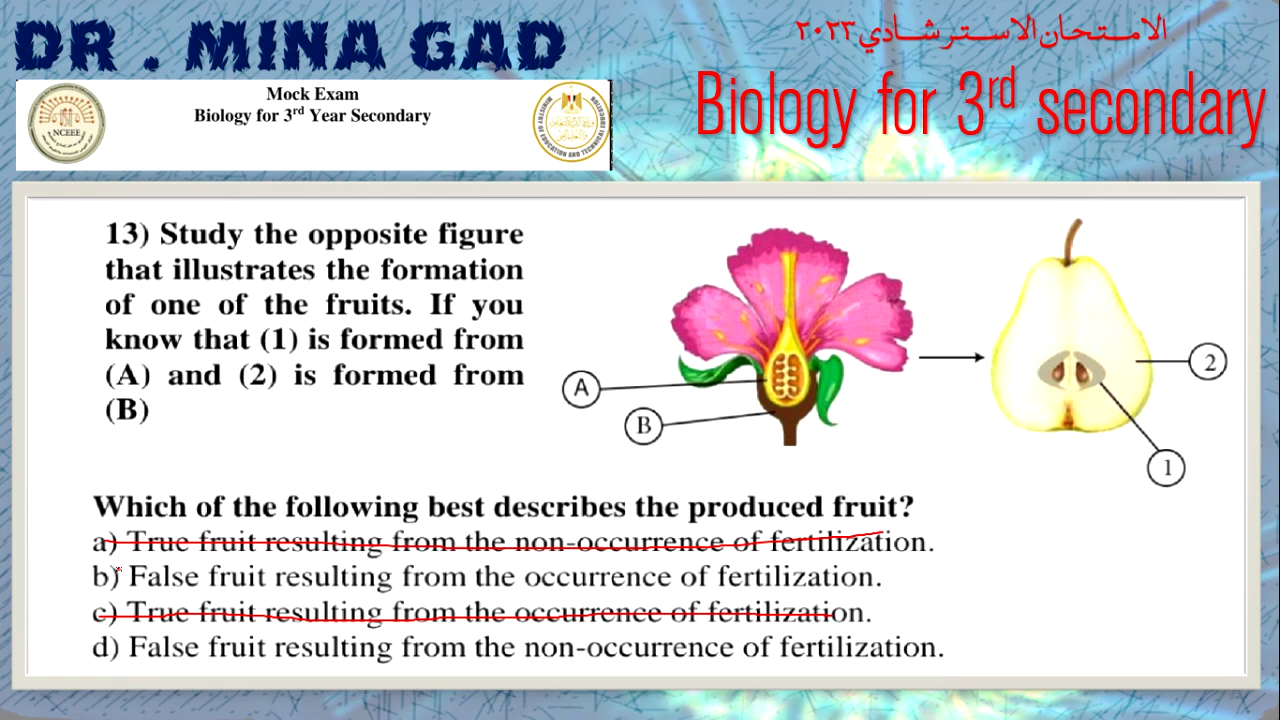 DR . MINA GAD
الامتحان الاسترشادي ٢٠٢٣
Mock Exam
Biology for 3rd Year Secondary
NCEEE
Biology for 3rd secondary
13) Study the opposite figure
that illustrates the formation
of one of the fruits. If you
know that (1) is formed from
(A) and (2) is formed from
(B)
A
B
2
1
Which of the following best describes the produced fruit?
a) True fruit resulting from the non-occurrence of fertilization.
b) False fruit resulting from the occurrence of fertilization.
c) True fruit resulting from the occurrence of fertilization.
d) False fruit resulting from the non-occurrence of fertilization.